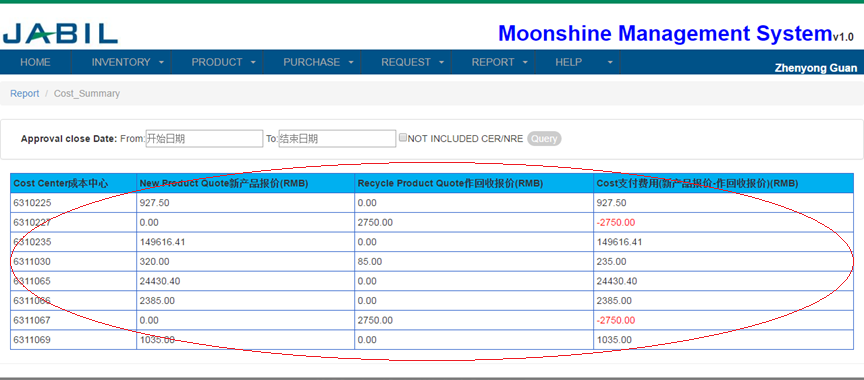 JABIL
Moonshine Management System v1.0
HOME INVENTORY PRODUCT PURCHASE REQUEST REPORT HELP
Zhenyong Guan
Report / Cost_Summary
Approval close Date: From: 开始日期 To: 结束日期 NOT INCLUDED CER/NRE Query
Cost Center成本中心 New Product Quote新产品报价(RMB) Recycle Product Quote作回收报价(RMB) Cost支付费用(新产品报价-作回收报价)(RMB)
6310225 927.50 0.00 927.50
6310227 0.00 2750.00 -2750.00
6310235 149616.41 0.00 149616.41
6311030 320.00 85.00 235.00
6311065 24430.40 0.00 24430.40
6311066 2385.00 0.00 2385.00
6311067 0.00 2750.00 -2750.00
6311069 1035.00 0.00 1035.00